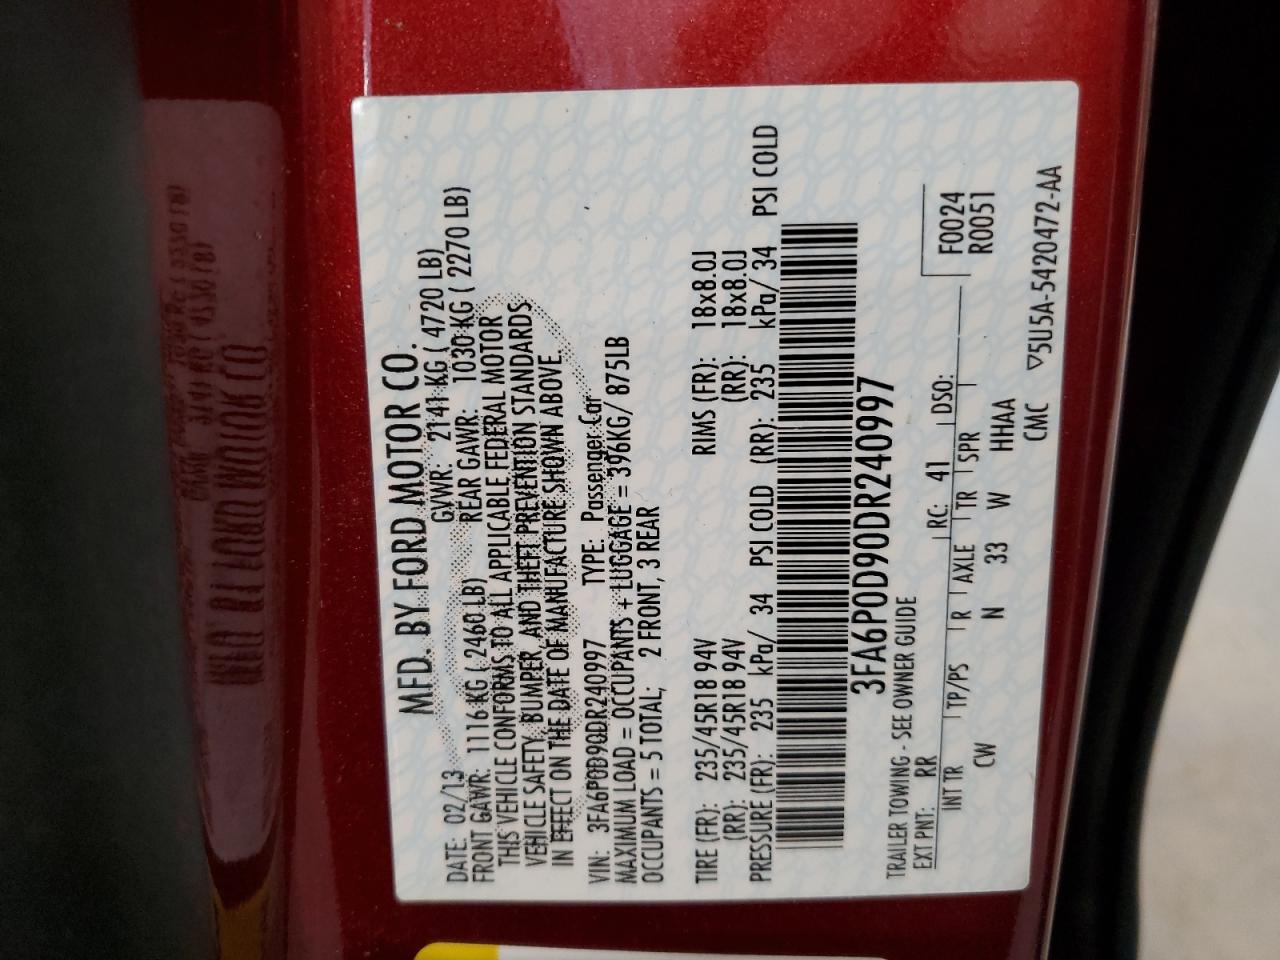 MFD. BY FORD MOTOR CO.
DATE: 02/13 GVWR: 2141 KG ( 4720 LB)
FRONT GAWR: 1116 KG ( 2460 LB) REAR GAWR: 1030 KG ( 2270 LB)
THIS VEHICLE CONFORMS TO ALL APPLICABLE FEDERAL MOTOR
VEHICLE SAFETY, BUMPER, AND THEFT PREVENTION STANDARDS
IN EFFECT ON THE DATE OF MANUFACTURE SHOWN ABOVE.
VIN: 3FA6P0D90DR240997 TYPE: Passenger Car
MAXIMUM LOAD = OCCUPANTS + LUGGAGE = 396KG/ 875LB
OCCUPANTS = 5 TOTAL; 2 FRONT, 3 REAR
TIRE (FR): 235/45R18 94V RIMS (FR): 18x8.0J
(RR): 235/45R18 94V (RR): 18x8.0J
PRESSURE (FR): 235 kPa/ 34 PSI COLD (RR): 235 kPa/ 34 PSI COLD
3FA6P0D90DR240997
TRAILER TOWING - SEE OWNER GUIDE
EXT PNT: RR RC: 41 DSO: F0024
R0051
INT TR TP/PS R AXLE TR SPR
CW N 33 W HHAA
CMC ▽5U5A-5420472-AA